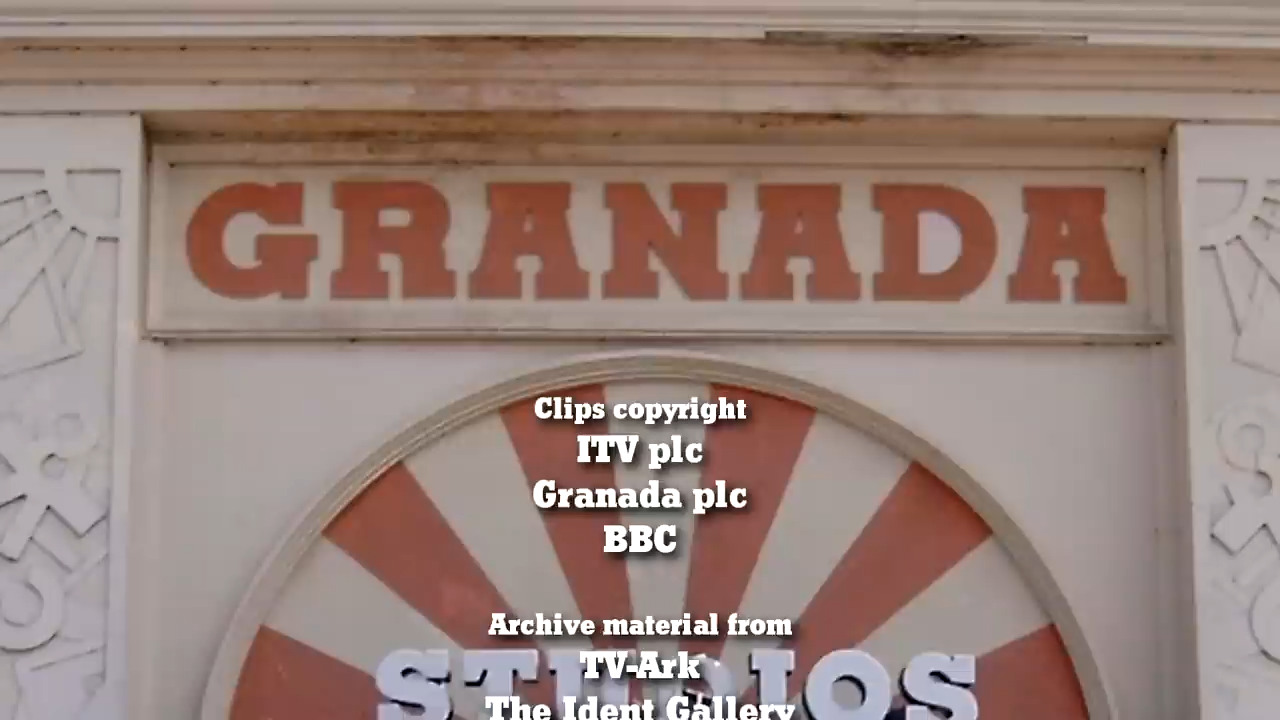 GRANADA
Clips copyright
ITV plc
Granada plc
BBC
Archive material from
STUDIOS
TV-Ark
The Ident Gallery